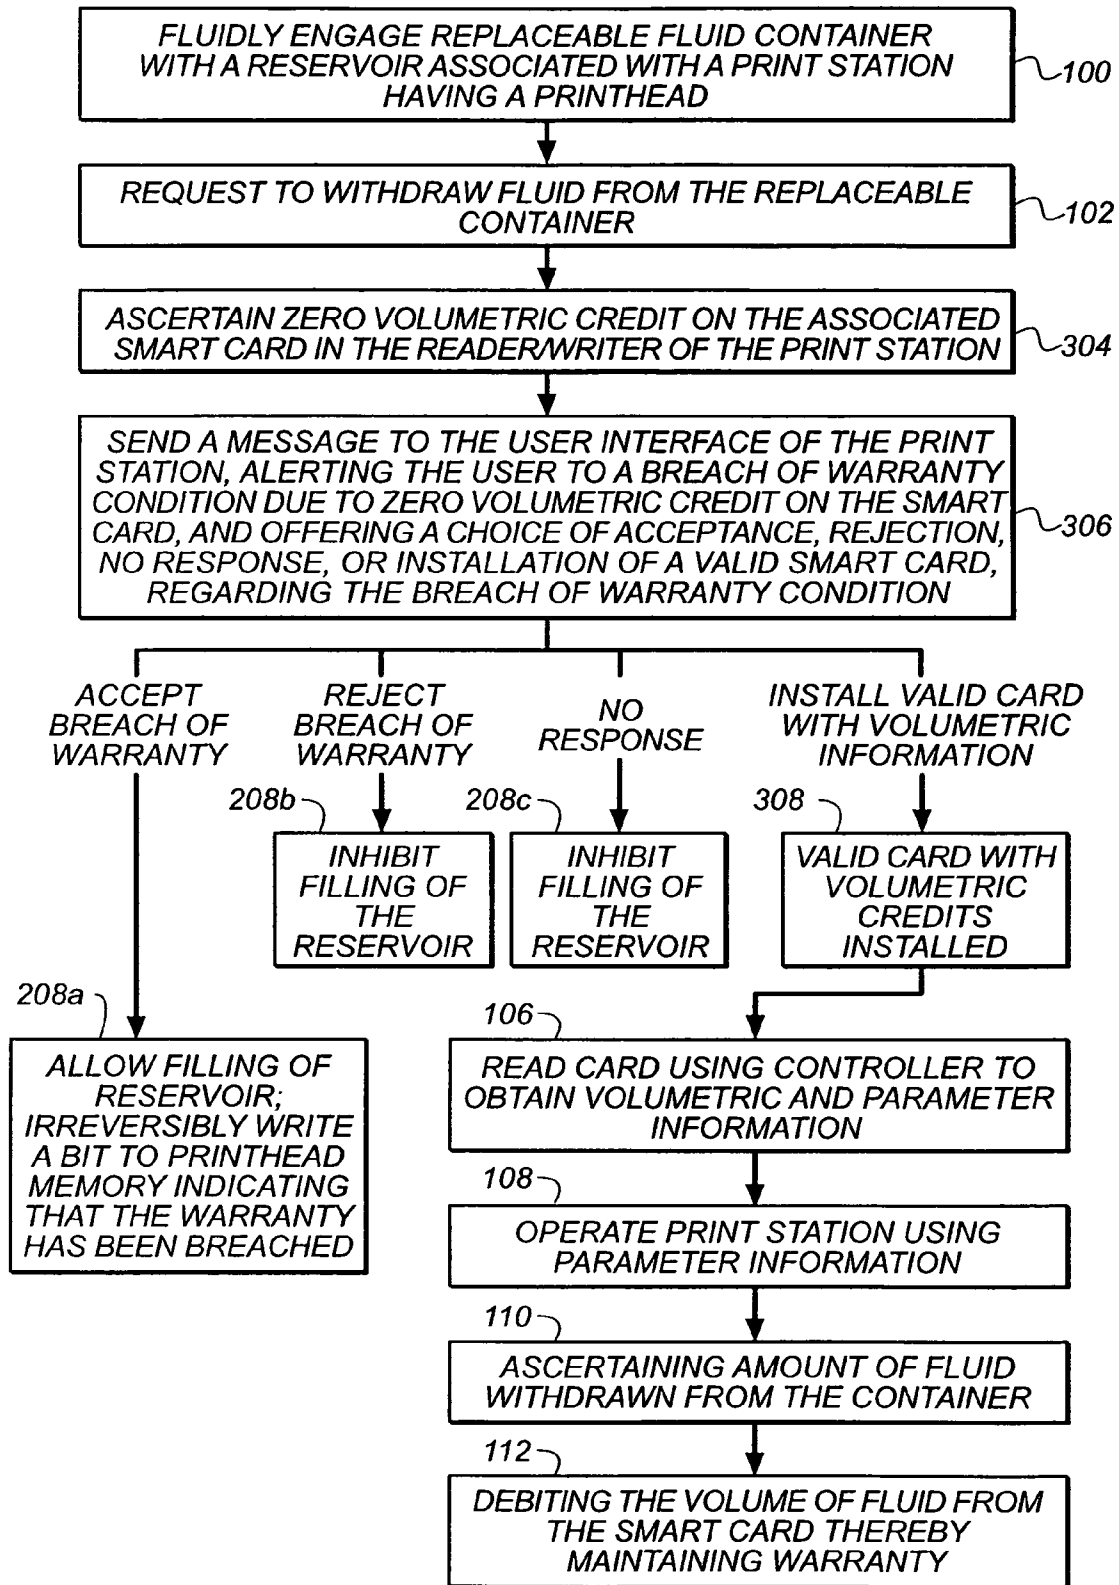 FLUIDLY ENGAGE REPLACEABLE FLUID CONTAINER
WITH A RESERVOIR ASSOCIATED WITH A PRINT STATION
HAVING A PRINTHEAD
100
REQUEST TO WITHDRAW FLUID FROM THE REPLACEABLE
CONTAINER
102
ASCERTAIN ZERO VOLUMETRIC CREDIT ON THE ASSOCIATED
SMART CARD IN THE READER/WRITER OF THE PRINT STATION
304
SEND A MESSAGE TO THE USER INTERFACE OF THE PRINT
STATION, ALERTING THE USER TO A BREACH OF WARRANTY
CONDITION DUE TO ZERO VOLUMETRIC CREDIT ON THE SMART
CARD, AND OFFERING A CHOICE OF ACCEPTANCE, REJECTION,
NO RESPONSE, OR INSTALLATION OF A VALID SMART CARD,
REGARDING THE BREACH OF WARRANTY CONDITION
306
ACCEPT
BREACH OF
WARRANTY
REJECT
BREACH OF
WARRANTY
NO
RESPONSE
INSTALL VALID CARD
WITH VOLUMETRIC
INFORMATION
208b
INHIBIT
FILLING OF
THE
RESERVOIR
208c
INHIBIT
FILLING OF
THE
RESERVOIR
308
VALID CARD WITH
VOLUMETRIC
CREDITS
INSTALLED
208a
ALLOW FILLING OF
RESERVOIR;
IRREVERSIBLY WRITE
A BIT TO PRINTHEAD
MEMORY INDICATING
THAT THE WARRANTY
HAS BEEN BREACHED
106
READ CARD USING CONTROLLER TO
OBTAIN VOLUMETRIC AND PARAMETER
INFORMATION
108
OPERATE PRINT STATION USING
PARAMETER INFORMATION
110
ASCERTAINING AMOUNT OF FLUID
WITHDRAWN FROM THE CONTAINER
112
DEBITING THE VOLUME OF FLUID FROM
THE SMART CARD THEREBY
MAINTAINING WARRANTY